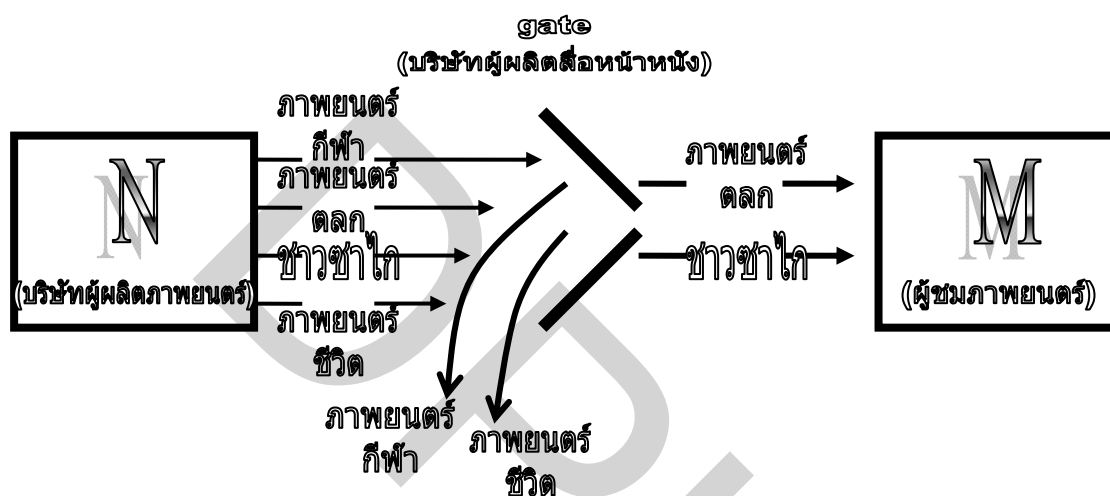 gate
(บริษัทผู้ผลิตสื่อหน้าหนัง)
N
(บริษัทผู้ผลิตภาพยนตร์)
ภาพยนตร์
กีฬา
ภาพยนตร์
ตลก
ชาวซาไก
ภาพยนตร์
ชีวิต
ภาพยนตร์
กีฬา
ภาพยนตร์
ชีวิต
ภาพยนตร์
ตลก
ชาวซาไก
M
(ผู้ชมภาพยนตร์)